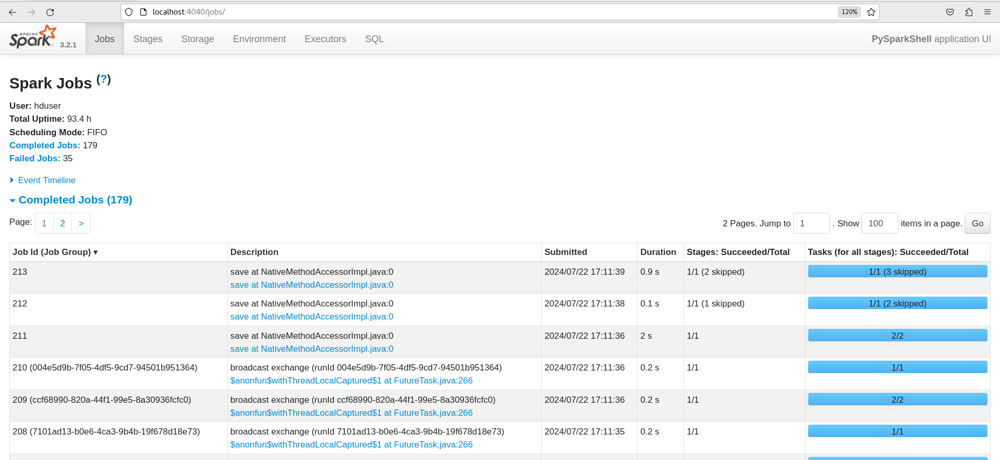 localhost:4040/jobs/ 120%
APACHE Spark 3.2.1 Jobs Stages Storage Environment Executors SQL PySparkShell application UI
Spark Jobs (?)
User: hduser
Total Uptime: 93.4 h
Scheduling Mode: FIFO
Completed Jobs: 179
Failed Jobs: 35
Event Timeline
Completed Jobs (179)
Page: 1 2 > 2 Pages. Jump to 1 . Show 100 items in a page. Go
Job Id (Job Group) ▾ Description Submitted Duration Stages: Succeeded/Total Tasks (for all stages): Succeeded/Total
213 save at NativeMethodAccessorImpl.java:0 2024/07/22 17:11:39 0.9 s 1/1 (2 skipped) 1/1 (3 skipped)
save at NativeMethodAccessorImpl.java:0
212 save at NativeMethodAccessorImpl.java:0 2024/07/22 17:11:38 0.1 s 1/1 (1 skipped) 1/1 (2 skipped)
save at NativeMethodAccessorImpl.java:0
211 save at NativeMethodAccessorImpl.java:0 2024/07/22 17:11:36 2 s 1/1 2/2
save at NativeMethodAccessorImpl.java:0
210 (004e5d9b-7f05-4df5-9cd7-94501b951364) broadcast exchange (runId 004e5d9b-7f05-4df5-9cd7-94501b951364) 2024/07/22 17:11:36 0.2 s 1/1 1/1
$anonfun$withThreadLocalCaptured$1 at FutureTask.java:266
209 (ccf68990-820a-44f1-99e5-8a30936fcfc0) broadcast exchange (runId ccf68990-820a-44f1-99e5-8a30936fcfc0) 2024/07/22 17:11:36 0.2 s 1/1 2/2
$anonfun$withThreadLocalCaptured$1 at FutureTask.java:266
208 (7101ad13-b0e6-4ca3-9b4b-19f678d18e73) broadcast exchange (runId 7101ad13-b0e6-4ca3-9b4b-19f678d18e73) 2024/07/22 17:11:35 0.2 s 1/1 1/1
$anonfun$withThreadLocalCaptured$1 at FutureTask.java:266